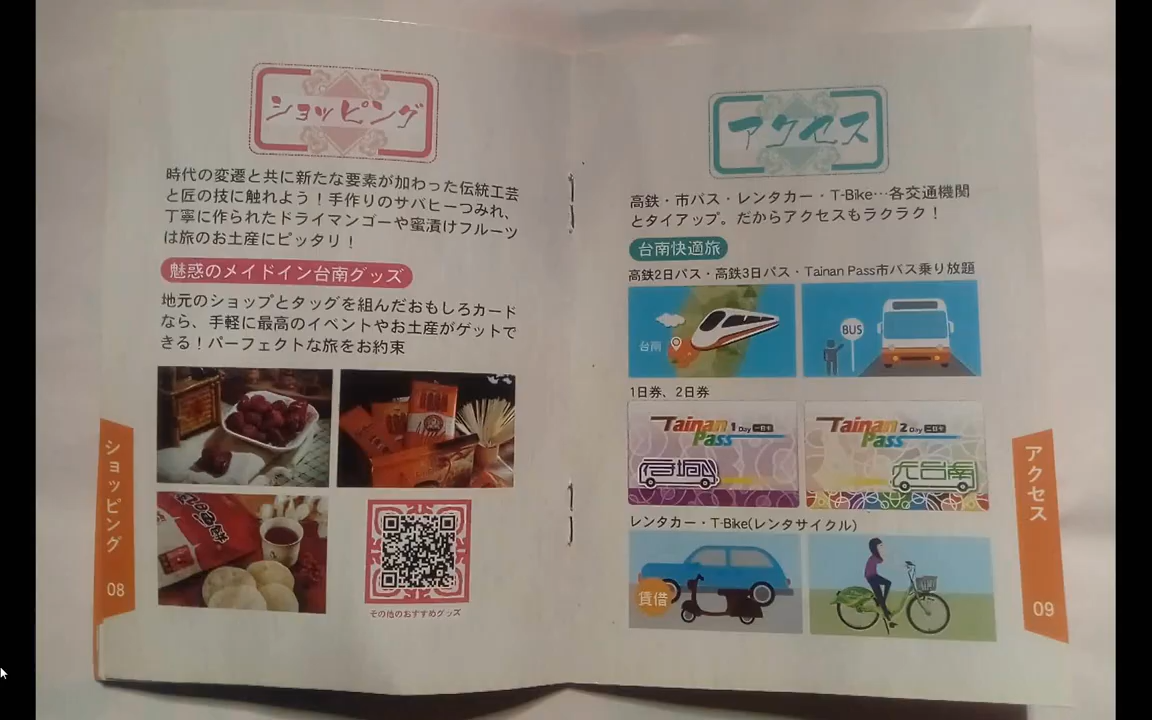 ショッピング
時代の変遷と共に新たな要素が加わった伝統工芸
と匠の技に触れよう！手作りのサバヒーつみれ、
丁寧に作られたドライマンゴーや蜜漬けフルーツ
は旅のお土産にピッタリ！
魅惑のメイドイン台南グッズ
地元のショップとタッグを組んだおもしろカード
なら、手軽に最高のイベントやお土産がゲットで
きる！パーフェクトな旅をお約束
その他のおすすめグッズ
ショッピング
08
アクセス
高鉄・市バス・レンタカー・T-Bike…各交通機関
とタイアップ。だからアクセスもラクラク！
台南快適旅
高鉄2日パス・高鉄3日パス・Tainan Pass市バス乗り放題
台南
BUS
1日券、2日券
Tainan Pass 1 Day 一日卡
Tainan Pass 2 Day 二日卡
レンタカー・T-Bike(レンタサイクル)
賃借
アクセス
09